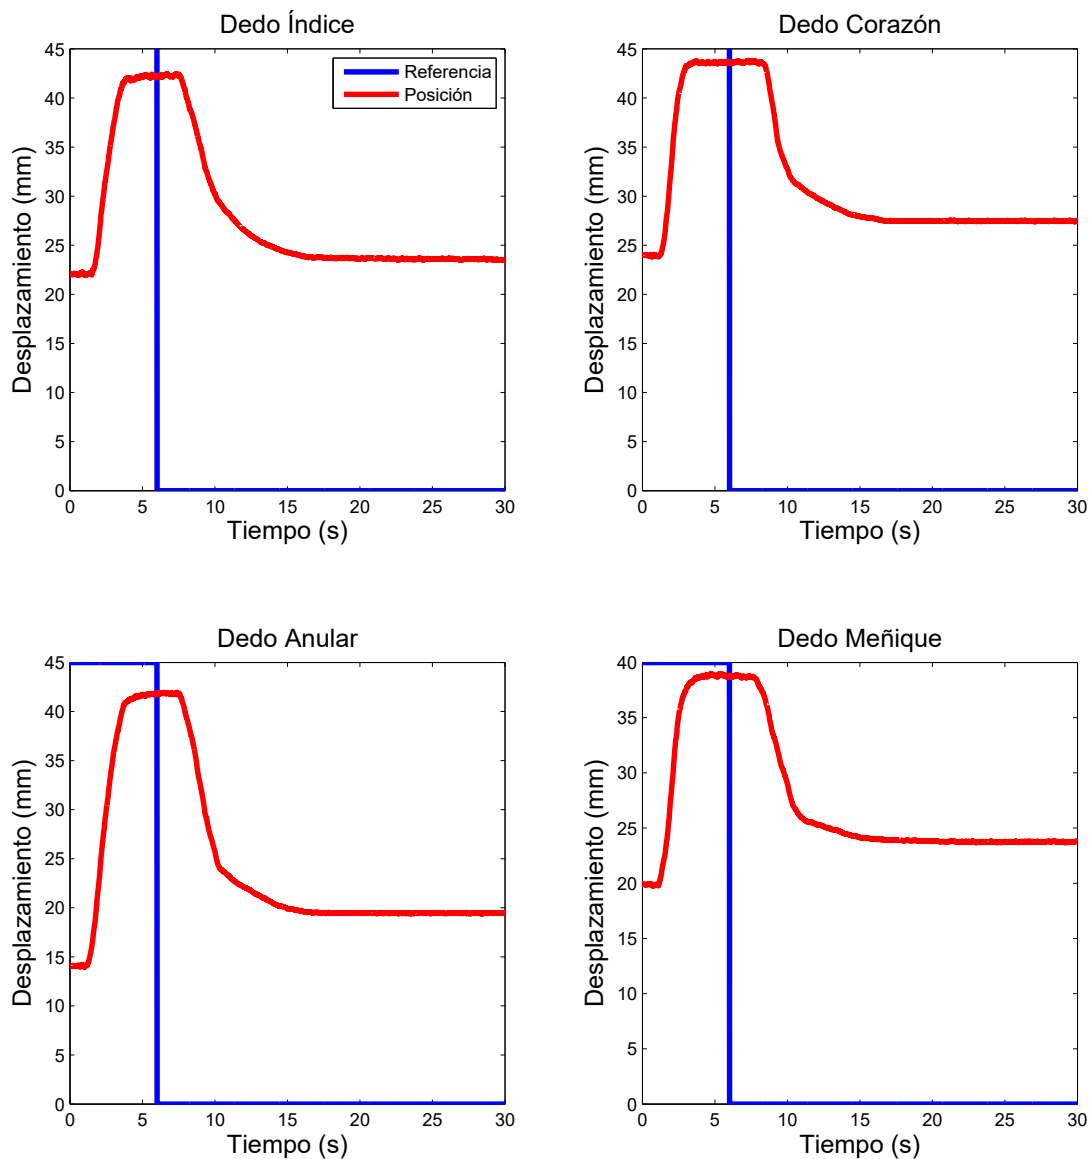 Dedo Índice
Desplazamiento (mm)
45
40
35
30
25
20
15
10
5
0
Referencia
Posición
0 5 10 15 20 25 30
Tiempo (s)
Dedo Corazón
Desplazamiento (mm)
45
40
35
30
25
20
15
10
5
0
0 5 10 15 20 25 30
Tiempo (s)
Dedo Anular
Desplazamiento (mm)
45
40
35
30
25
20
15
10
5
0
0 5 10 15 20 25 30
Tiempo (s)
Dedo Meñique
Desplazamiento (mm)
40
35
30
25
20
15
10
5
0
0 5 10 15 20 25 30
Tiempo (s)